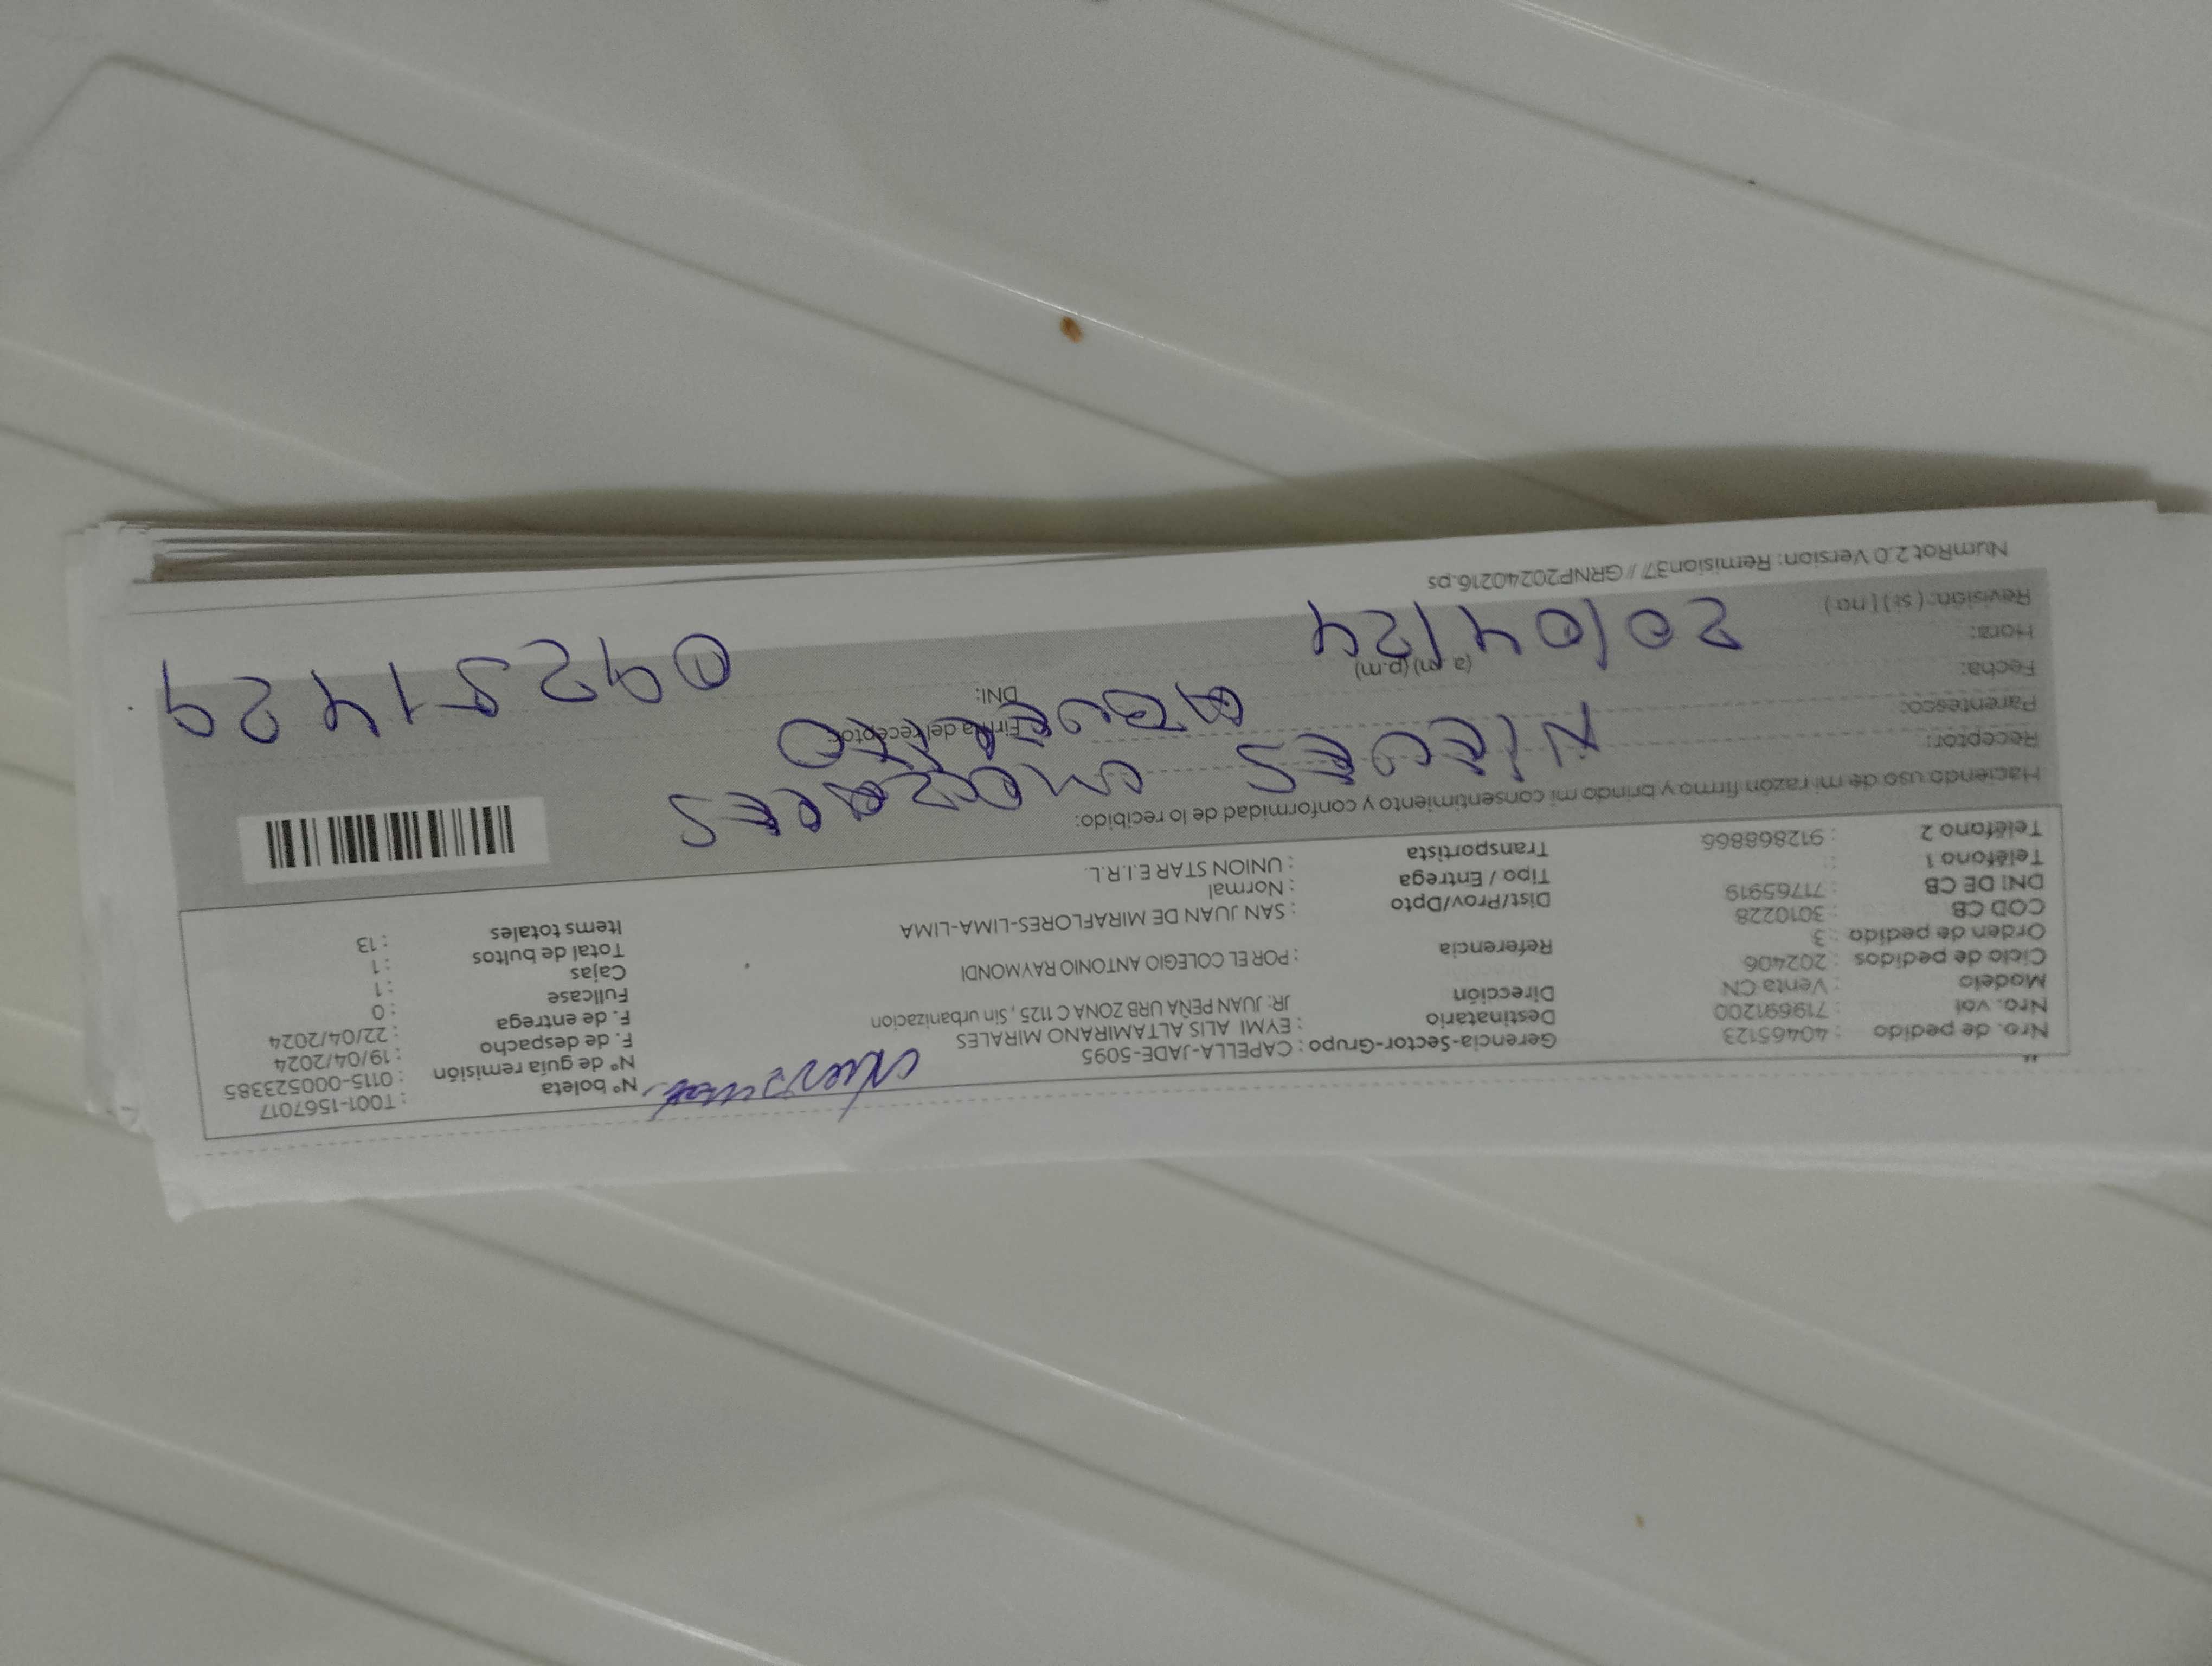 Nro. de pedido : 40465123
Nro. vol : 719691200
Modelo : Venta CN
Ciclo de pedidos : 202406
Orden de pedido : 3
COD CB : 3010228
DNI DE CB : 71765919
Teléfono 1 :
Teléfono 2 : 912868866
Gerencia-Sector-Grupo : CAPELLA-JADE-5095
Destinatario : EYMI ALIS ALTAMIRANO MIRALES
Dirección JR: JUAN PEÑA URB ZONA C 1125 , Sin urbanizacion
Referencia : POR EL COLEGIO ANTONIO RAYMONDI
Dist/Prov/Dpto : SAN JUAN DE MIRAFLORES-LIMA-LIMA
Tipo / Entrega : Normal
Transportista : UNION STAR E.I.R.L.
Nº boleta : T001-1567017
Nº de guía remisión : 0115-000523385
F. de despacho : 19/04/2024
F. de entrega : 22/04/2024
Fullcase : 0
Cajas : 1
Total de bultos : 1
Items totales : 13
Haciendo uso de mi razón firmo y brindo mi consentimiento y conformidad de lo recibido:
Receptor: NIEVES
Parentesco:
Fecha: 20/04/24
Hora: (a.m) (p.m)
Revisión: (si) (no)
Firma del receptor
DNI: 09251429
NumRot 2.0 Version: Remision37 // GRNP20240216.ps